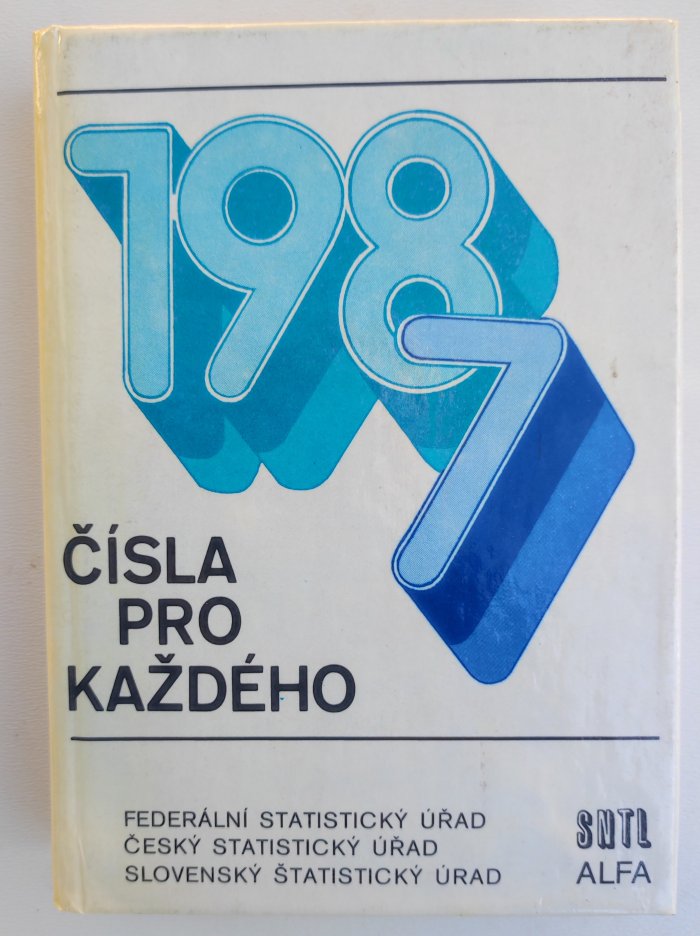 1987
ČÍSLA
PRO
KAŽDÉHO
FEDERÁLNÍ STATISTICKÝ ÚŘAD
ČESKÝ STATISTICKÝ ÚŘAD
SLOVENSKÝ ŠTATISTICKÝ ÚRAD
SNTL
ALFA